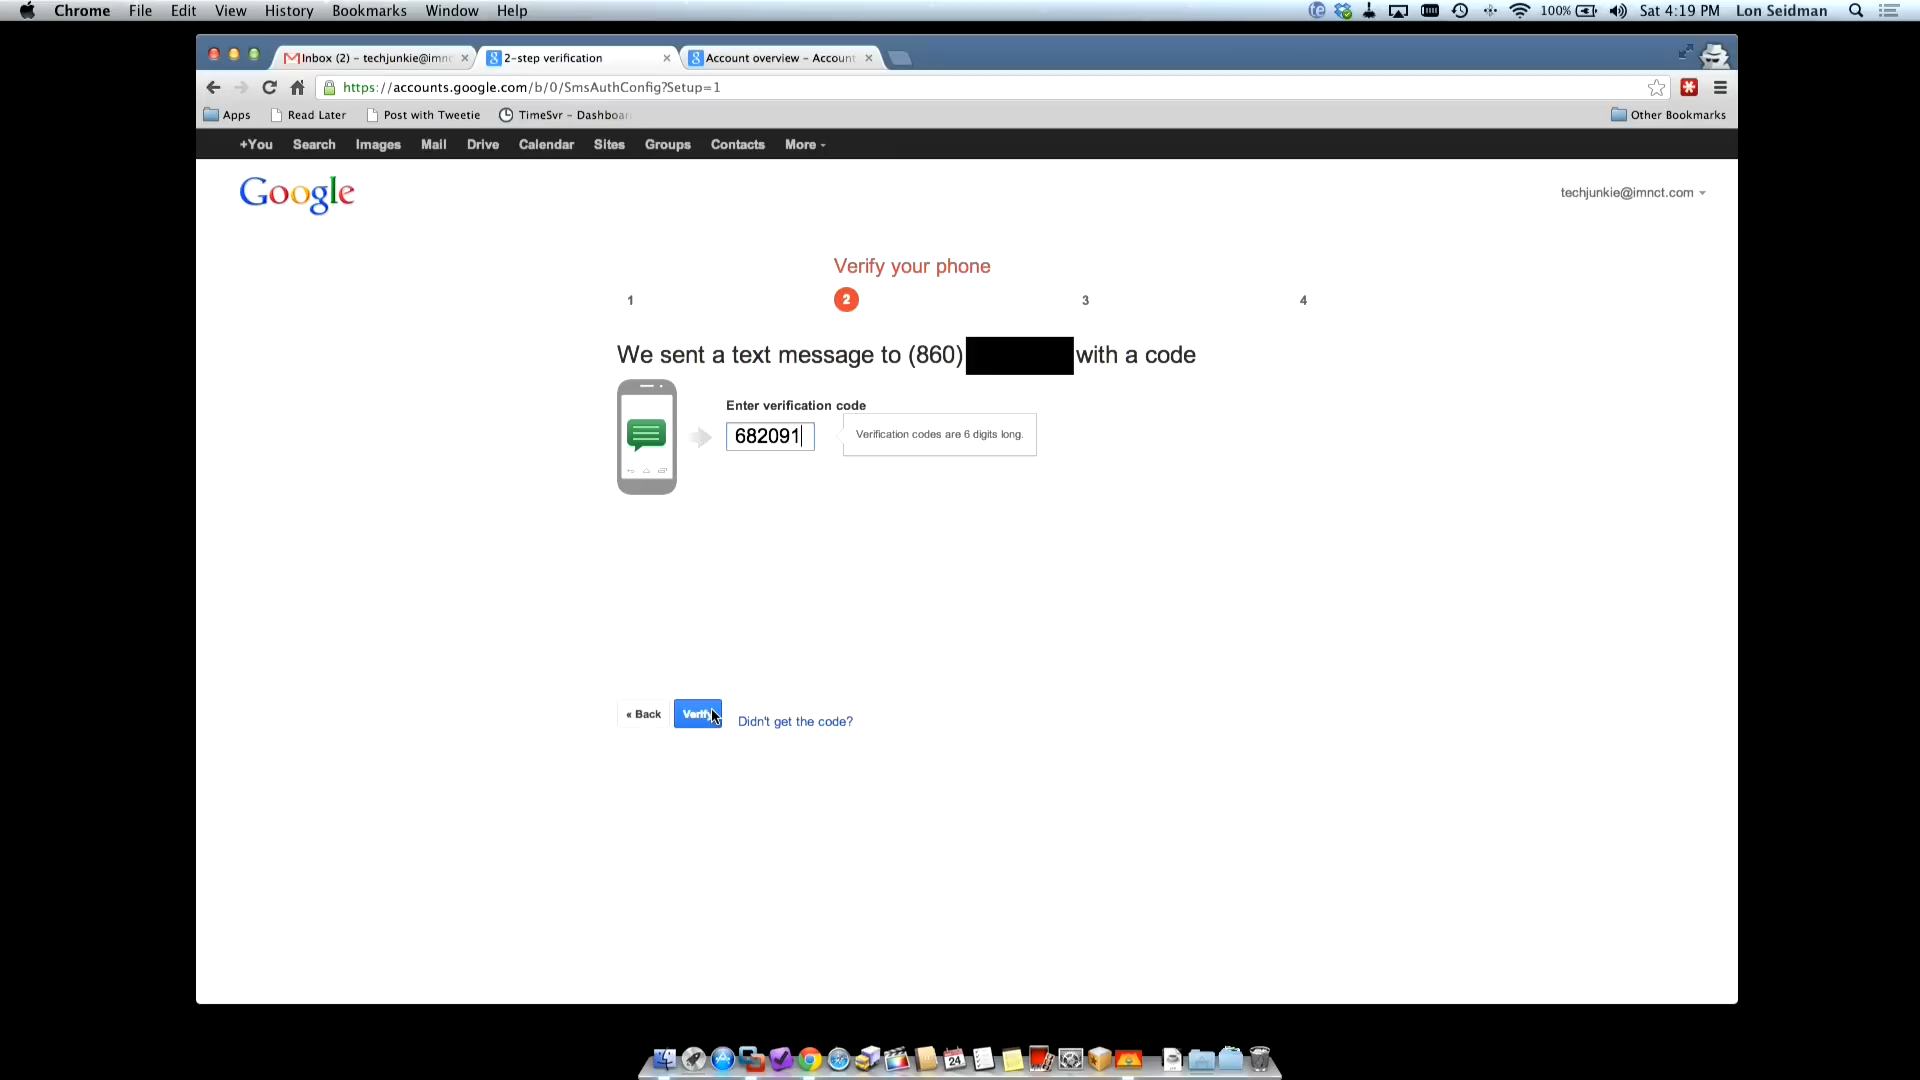 Chrome File Edit View History Bookmarks Window Help
100% Sat 4:19 PM Lon Seidman
Inbox (2) – techjunkie@imnc
2-step verification
Account overview – Account
https://accounts.google.com/b/0/SmsAuthConfig?Setup=1
Apps Read Later Post with Tweetie TimeSvr – Dashboar
Other Bookmarks
+You Search Images Mail Drive Calendar Sites Groups Contacts More
Google
techjunkie@imnct.com
Verify your phone
1 2 3 4
We sent a text message to (860) with a code
Enter verification code
682091
Verification codes are 6 digits long.
« Back Verify Didn't get the code?
24